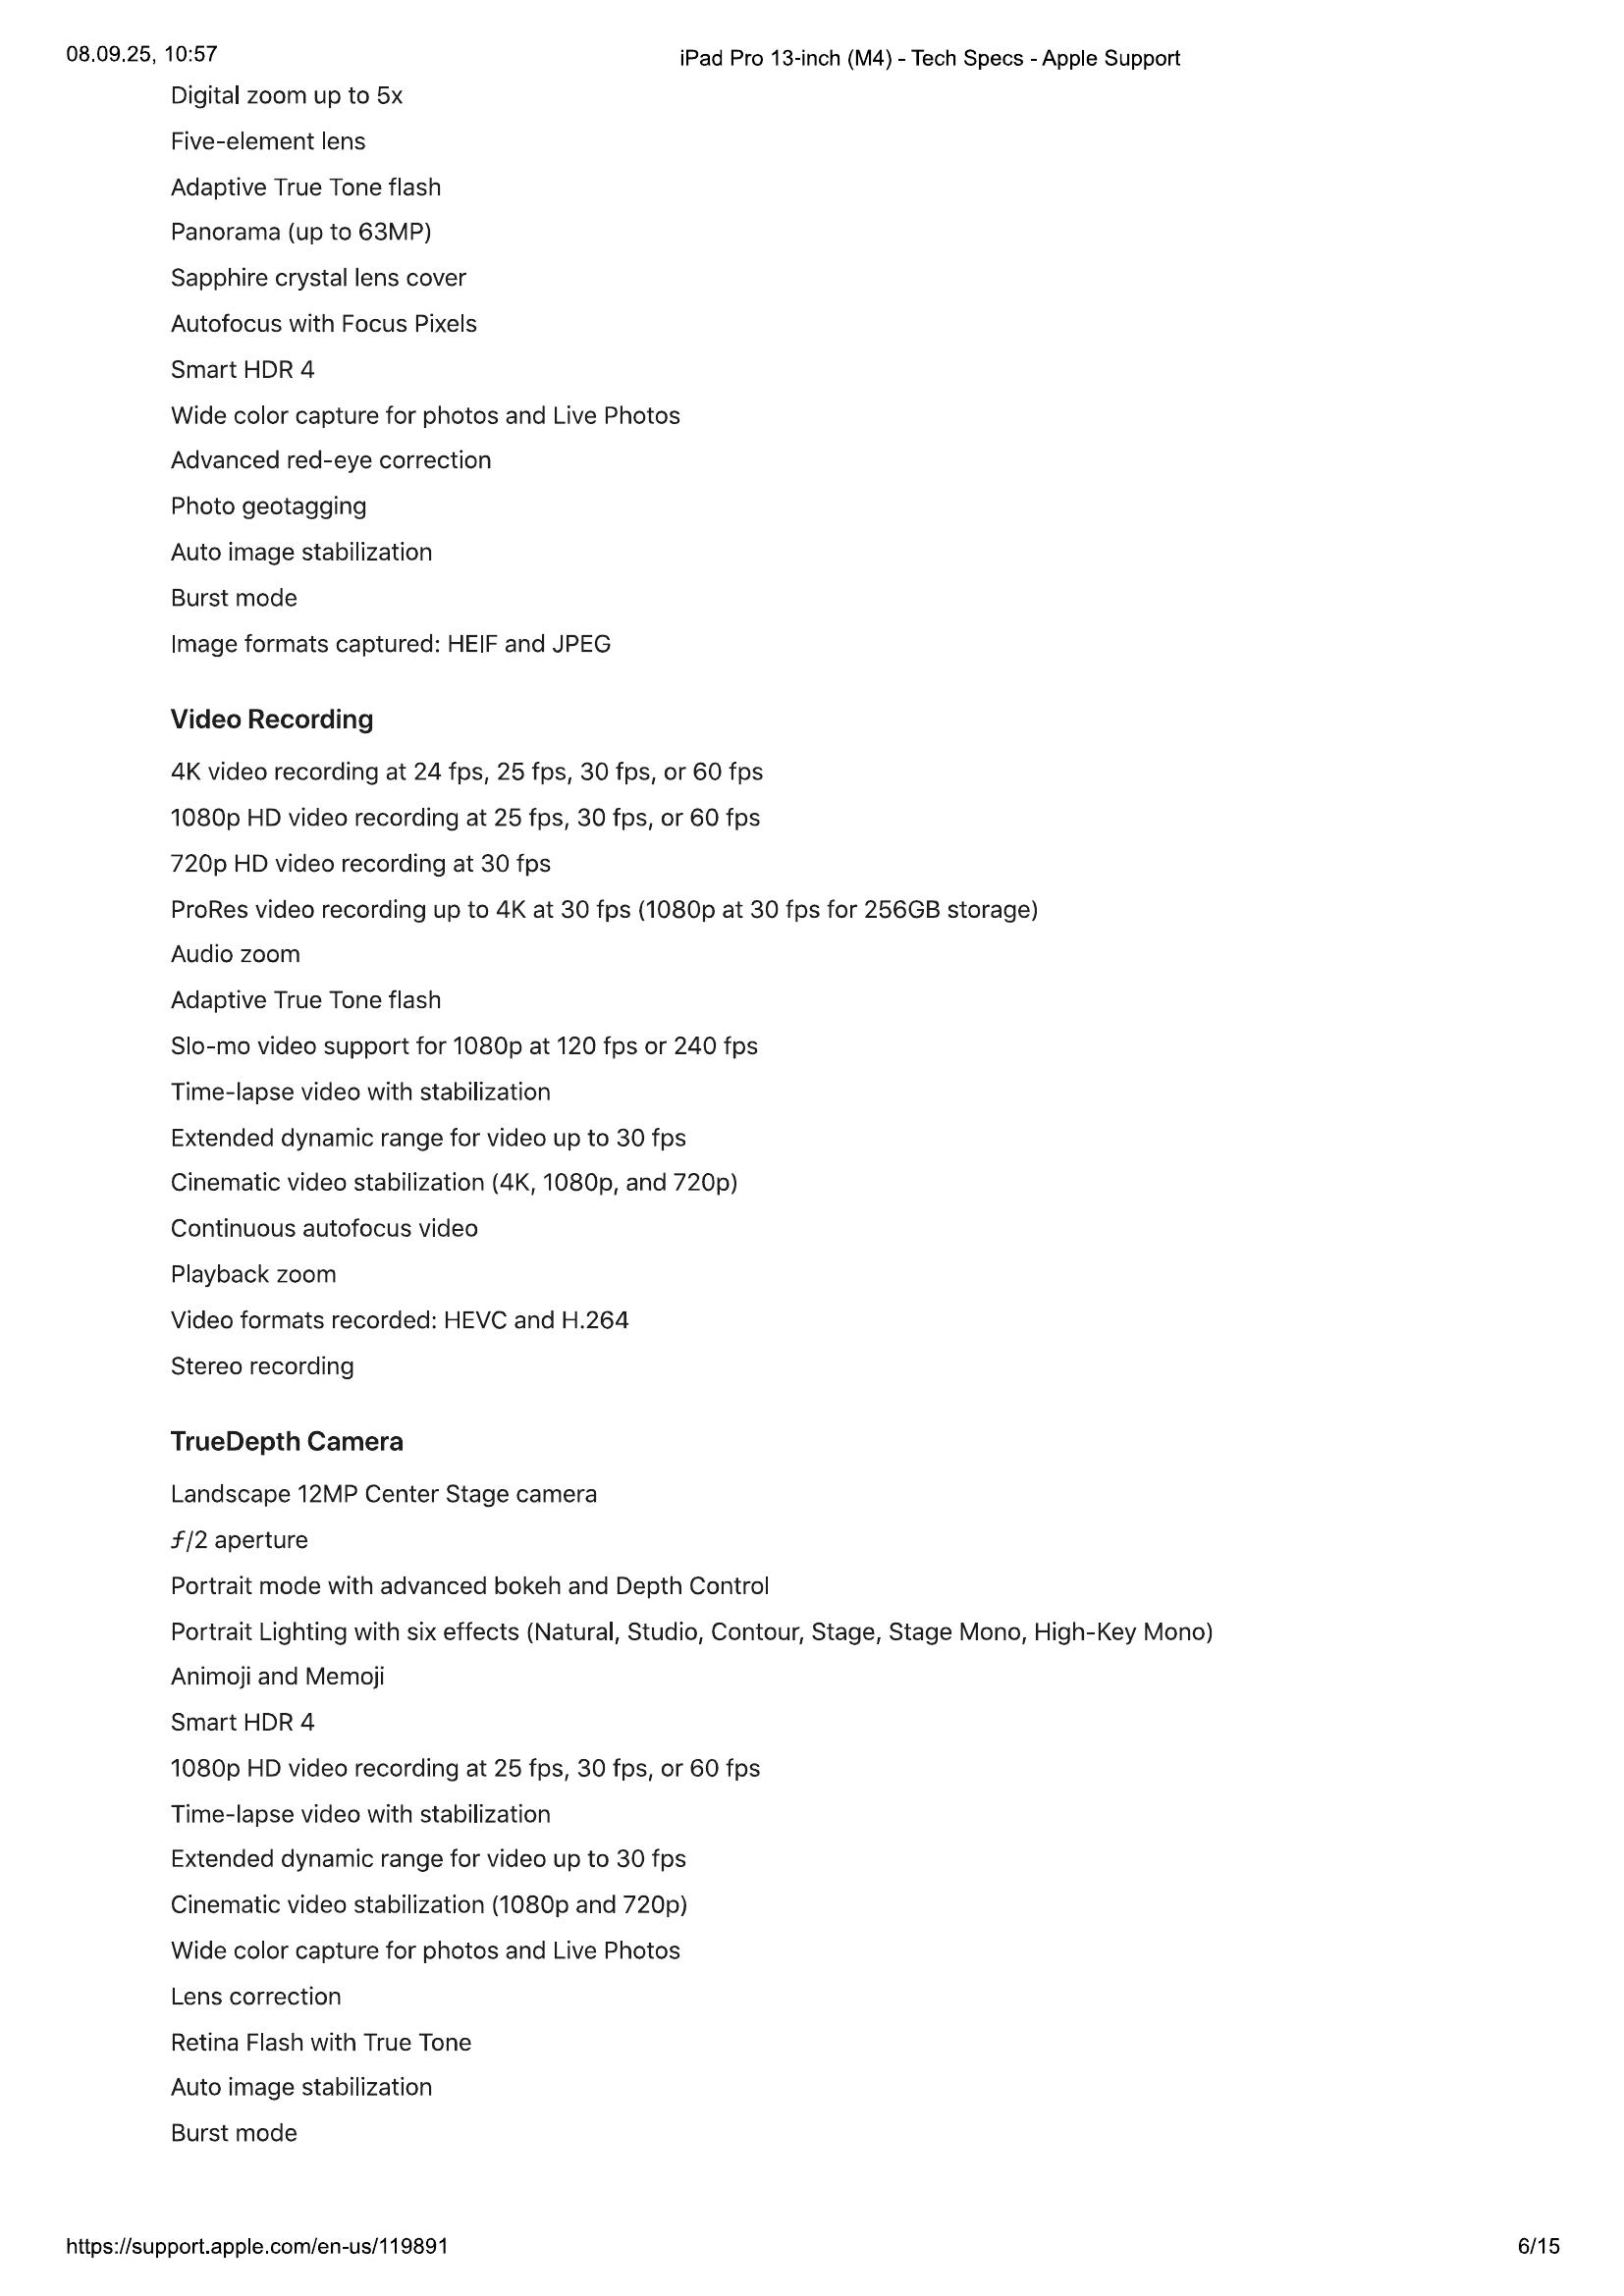 08.09.25, 10:57
iPad Pro 13-inch (M4) - Tech Specs - Apple Support
Digital zoom up to 5x
Five-element lens
Adaptive True Tone flash
Panorama (up to 63MP)
Sapphire crystal lens cover
Autofocus with Focus Pixels
Smart HDR 4
Wide color capture for photos and Live Photos
Advanced red-eye correction
Photo geotagging
Auto image stabilization
Burst mode
Image formats captured: HEIF and JPEG
Video Recording
4K video recording at 24 fps, 25 fps, 30 fps, or 60 fps
1080p HD video recording at 25 fps, 30 fps, or 60 fps
720p HD video recording at 30 fps
ProRes video recording up to 4K at 30 fps (1080p at 30 fps for 256GB storage)
Audio zoom
Adaptive True Tone flash
Slo-mo video support for 1080p at 120 fps or 240 fps
Time-lapse video with stabilization
Extended dynamic range for video up to 30 fps
Cinematic video stabilization (4K, 1080p, and 720p)
Continuous autofocus video
Playback zoom
Video formats recorded: HEVC and H.264
Stereo recording
TrueDepth Camera
Landscape 12MP Center Stage camera
ƒ/2 aperture
Portrait mode with advanced bokeh and Depth Control
Portrait Lighting with six effects (Natural, Studio, Contour, Stage, Stage Mono, High-Key Mono)
Animoji and Memoji
Smart HDR 4
1080p HD video recording at 25 fps, 30 fps, or 60 fps
Time-lapse video with stabilization
Extended dynamic range for video up to 30 fps
Cinematic video stabilization (1080p and 720p)
Wide color capture for photos and Live Photos
Lens correction
Retina Flash with True Tone
Auto image stabilization
Burst mode
https://support.apple.com/en-us/119891
6/15